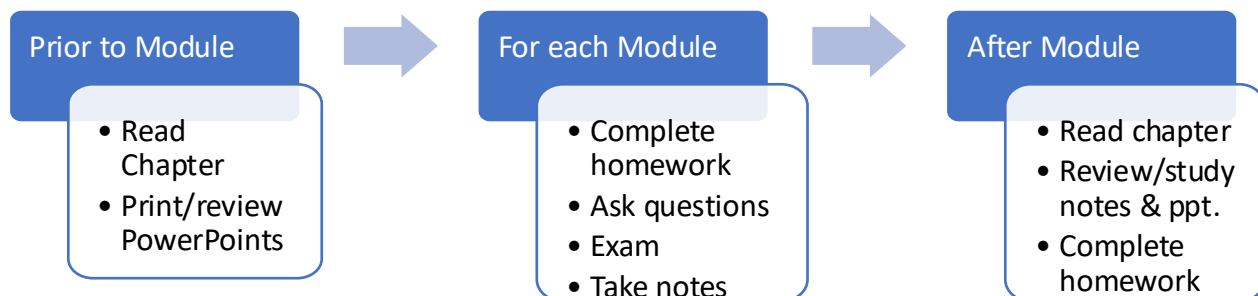 Prior to Module
• Read
Chapter
• Print/review
PowerPoints
For each Module
• Complete
homework
• Ask questions
• Exam
• Take notes
After Module
• Read chapter
• Review/study
notes & ppt.
• Complete
homework